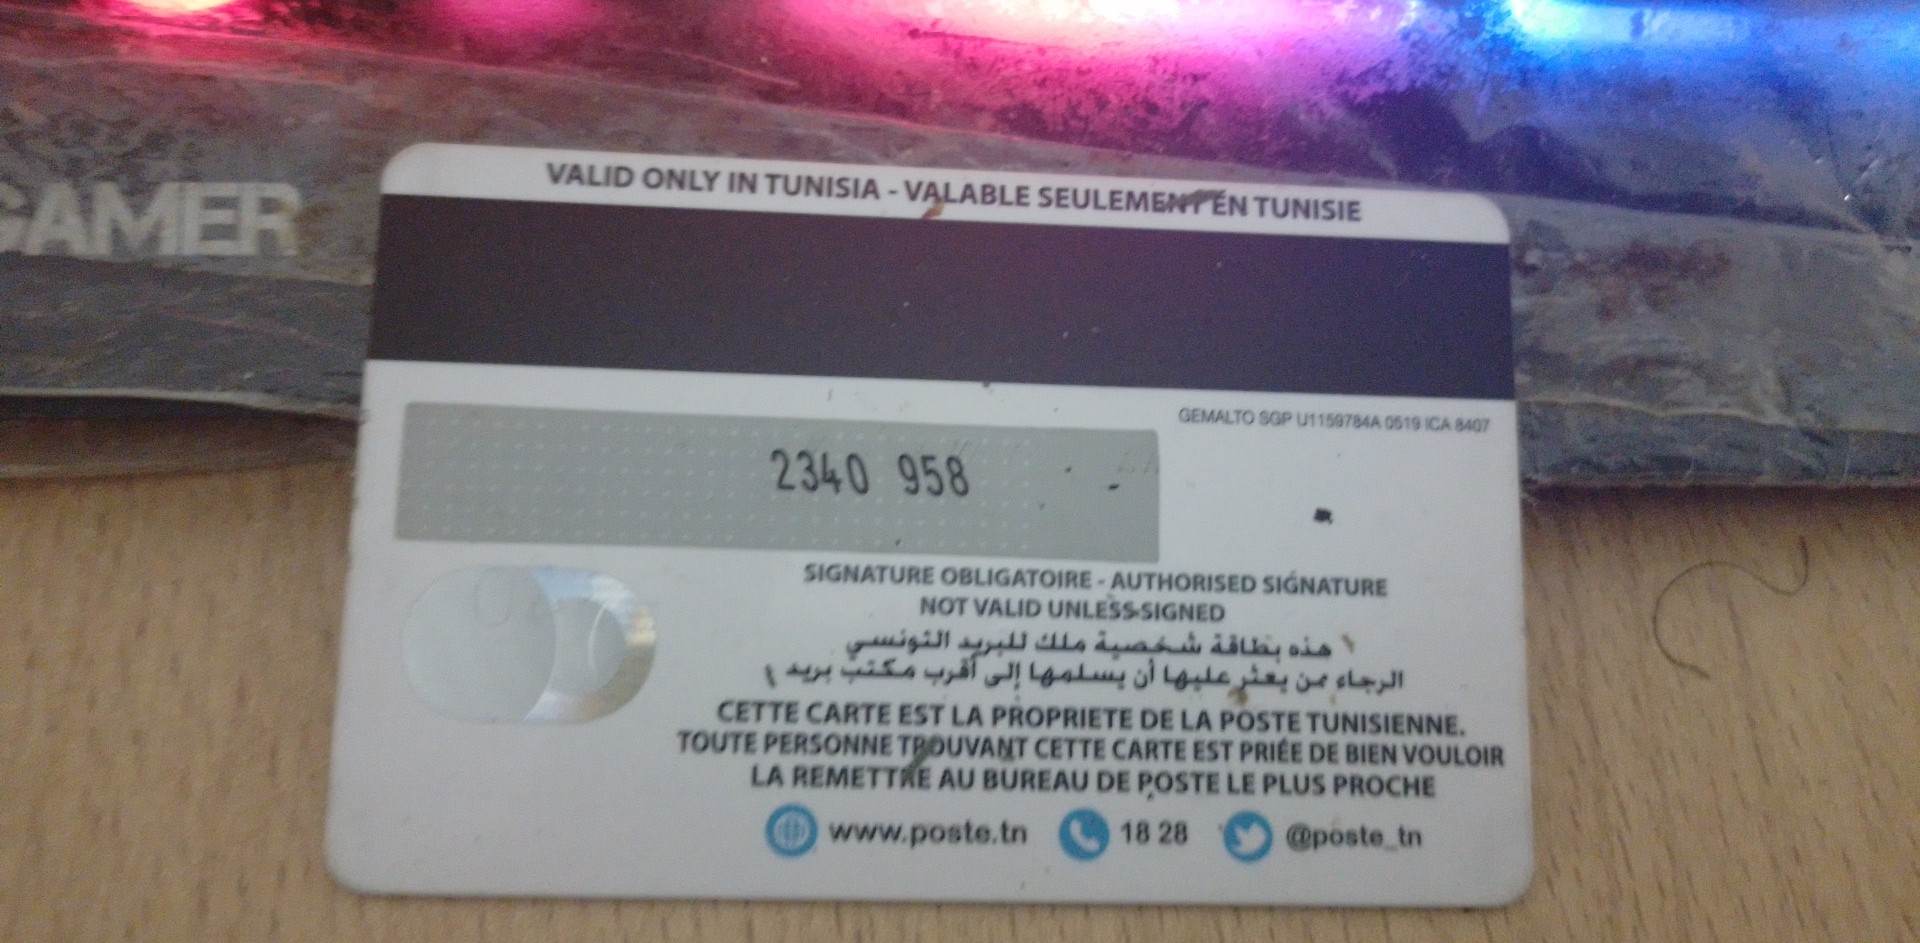 GAMER
VALID ONLY IN TUNISIA - VALABLE SEULEMENT EN TUNISIE
GEMALTO SGP U1159784A 0519 ICA 8407
2340 958
SIGNATURE OBLIGATOIRE - AUTHORISED SIGNATURE
NOT VALID UNLESS SIGNED
هذه بطاقة شخصية ملك للبريد التونسي
الرجاء ممن يعثر عليها أن يسلمها إلى أقرب مكتب بريد
CETTE CARTE EST LA PROPRIETE DE LA POSTE TUNISIENNE.
TOUTE PERSONNE TROUVANT CETTE CARTE EST PRIÉE DE BIEN VOULOIR
LA REMETTRE AU BUREAU DE POSTE LE PLUS PROCHE
www.poste.tn 18 28 @poste_tn